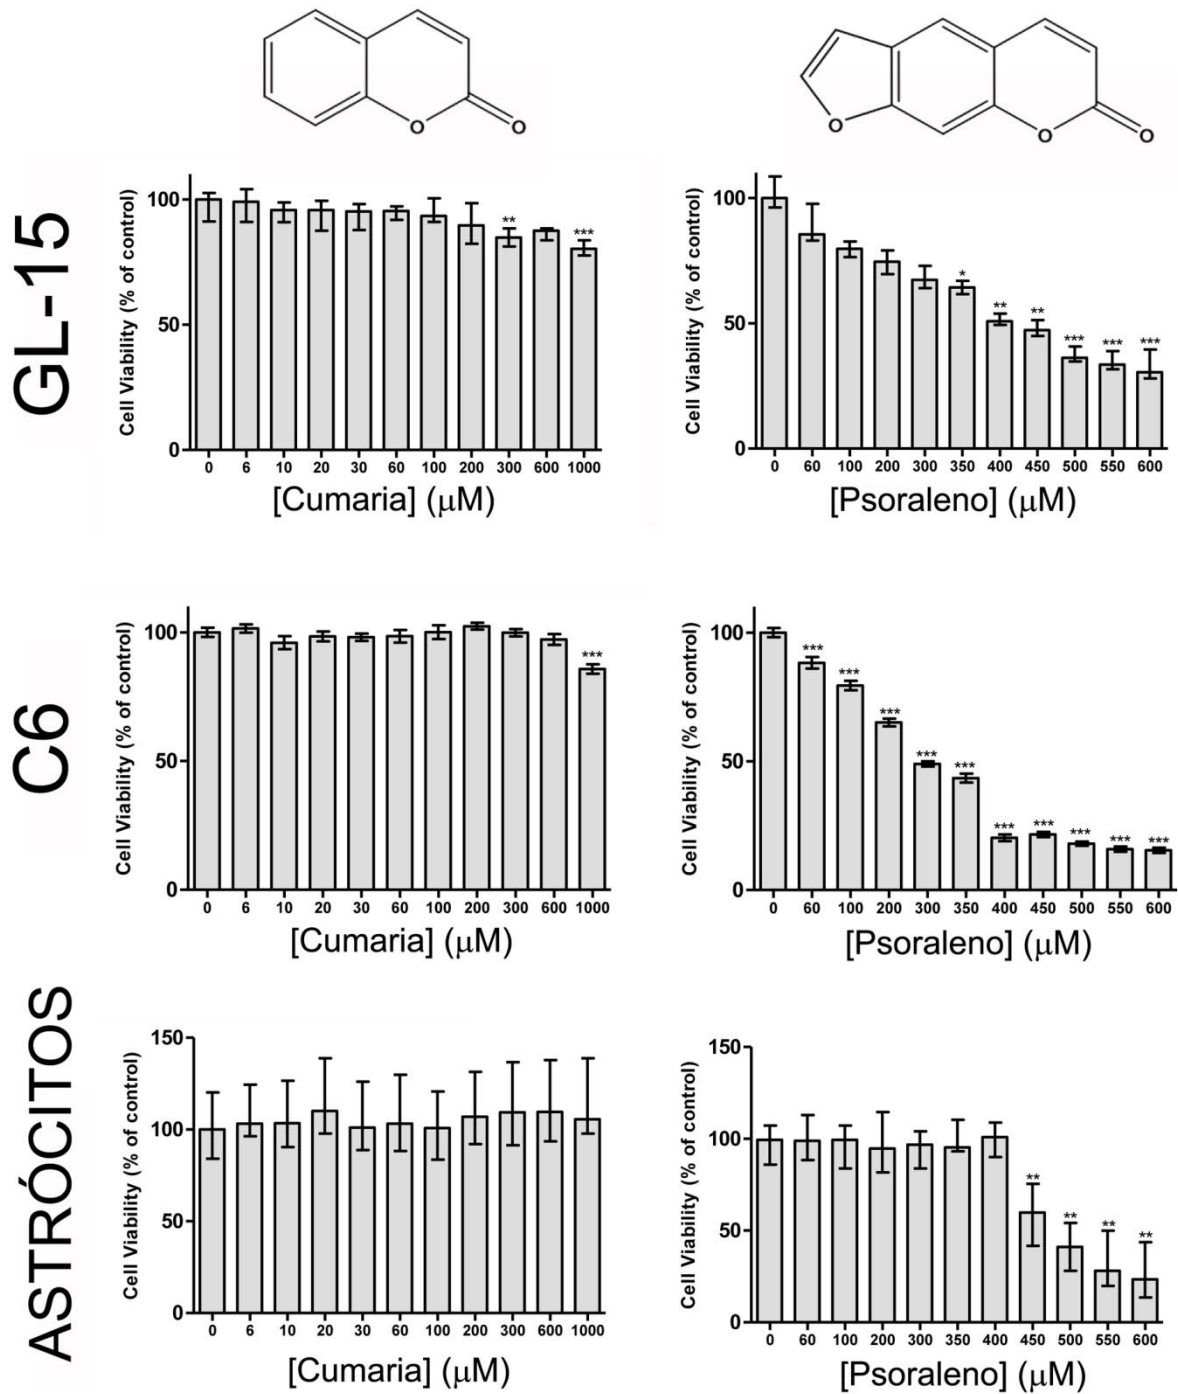 O O
O O
GL-15
Cell Viability (% of control)
100
50
0
** ***
0 6 10 20 30 60 100 200 300 600 1000
[Cumaria] (μM)
Cell Viability (% of control)
100
50
0
* ** ** *** *** ***
0 60 100 200 300 350 400 450 500 550 600
[Psoraleno] (μM)
C6
Cell Viability (% of control)
100
50
0
***
0 6 10 20 30 60 100 200 300 600 1000
[Cumaria] (μM)
Cell Viability (% of control)
100
50
0
*** *** *** *** *** *** *** *** *** ***
0 60 100 200 300 350 400 450 500 550 600
[Psoraleno] (μM)
ASTRÓCITOS
Cell Viability (% of control)
150
100
50
0
0 6 10 20 30 60 100 200 300 600 1000
[Cumaria] (μM)
Cell Viability (% of control)
150
100
50
0
** ** ** **
0 60 100 200 300 350 400 450 500 550 600
[Psoraleno] (μM)